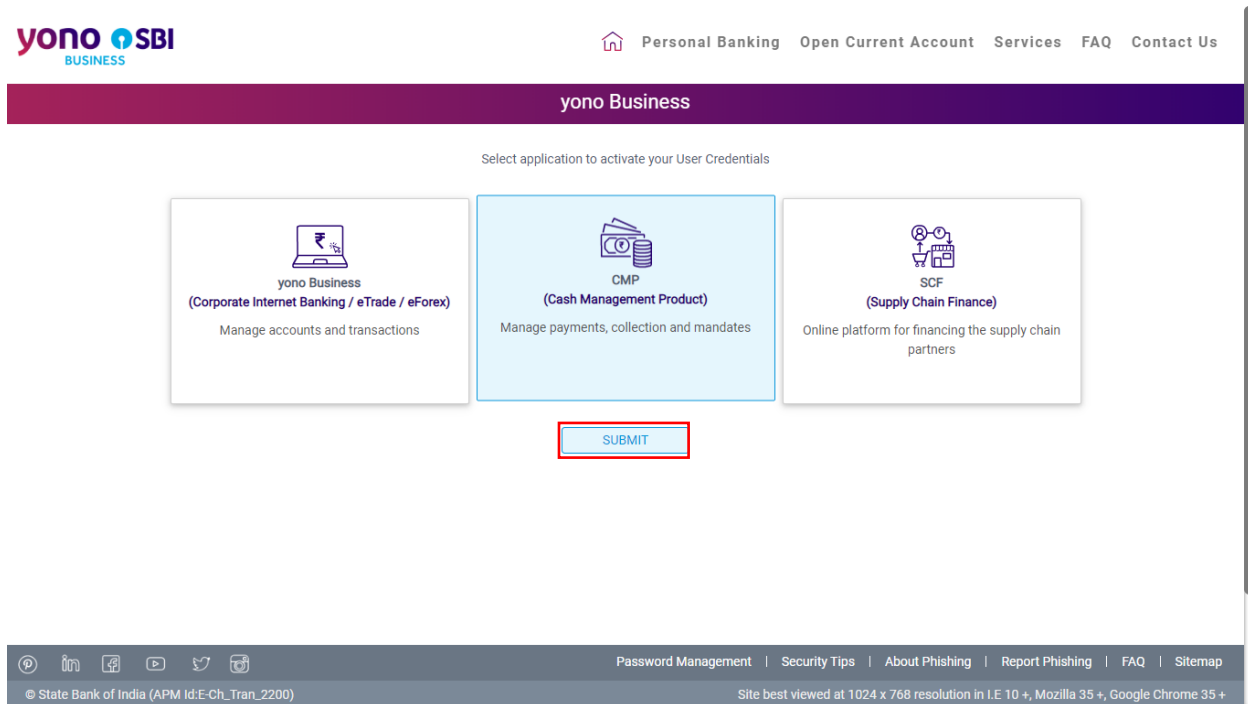 yono SBI
BUSINESS
Personal Banking Open Current Account Services FAQ Contact Us
yono Business
Select application to activate your User Credentials
yono Business
(Corporate Internet Banking / eTrade / eForex)
Manage accounts and transactions
CMP
(Cash Management Product)
Manage payments, collection and mandates
SCF
(Supply Chain Finance)
Online platform for financing the supply chain
partners
SUBMIT
Password Management | Security Tips | About Phishing | Report Phishing | FAQ | Sitemap
© State Bank of India (APM Id:E-Ch_Tran_2200)
Site best viewed at 1024 x 768 resolution in I.E 10 +, Mozilla 35 +, Google Chrome 35 +